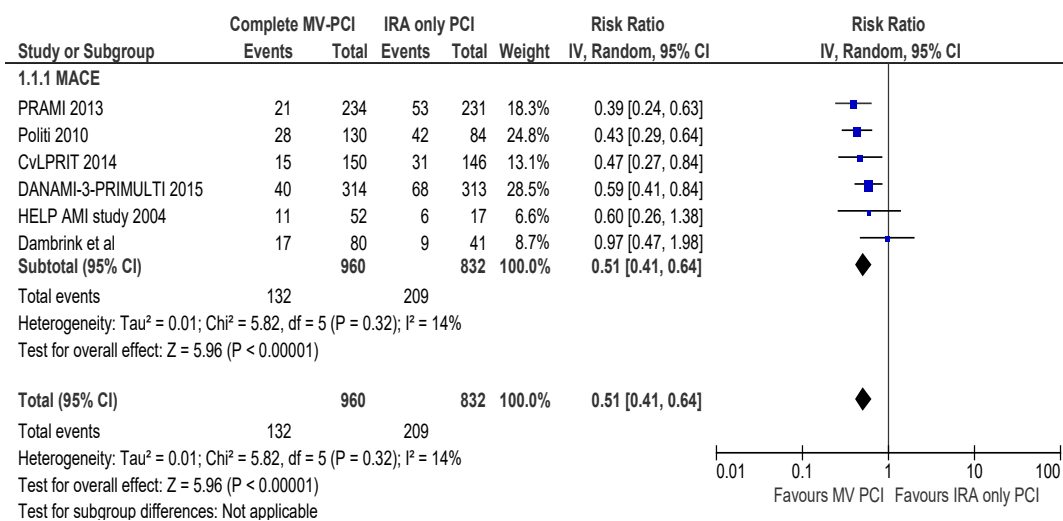 Complete MV-PCI IRA only PCI Risk Ratio Risk Ratio
Study or Subgroup Events Total Events Total Weight IV, Random, 95% CI IV, Random, 95% CI
1.1.1 MACE
PRAMI 2013 21 234 53 231 18.3% 0.39 [0.24, 0.63]
Politi 2010 28 130 42 84 24.8% 0.43 [0.29, 0.64]
CvLPRIT 2014 15 150 31 146 13.1% 0.47 [0.27, 0.84]
DANAMI-3-PRIMULTI 2015 40 314 68 313 28.5% 0.59 [0.41, 0.84]
HELP AMI study 2004 11 52 6 17 6.6% 0.60 [0.26, 1.38]
Dambrink et al 17 80 9 41 8.7% 0.97 [0.47, 1.98]
Subtotal (95% CI) 960 832 100.0% 0.51 [0.41, 0.64]
Total events 132 209
Heterogeneity: Tau² = 0.01; Chi² = 5.82, df = 5 (P = 0.32); I² = 14%
Test for overall effect: Z = 5.96 (P < 0.00001)
Total (95% CI) 960 832 100.0% 0.51 [0.41, 0.64]
Total events 132 209
Heterogeneity: Tau² = 0.01; Chi² = 5.82, df = 5 (P = 0.32); I² = 14%
Test for overall effect: Z = 5.96 (P < 0.00001)
Test for subgroup differences: Not applicable
0.01 0.1 1 10 100
Favours MV PCI Favours IRA only PCI